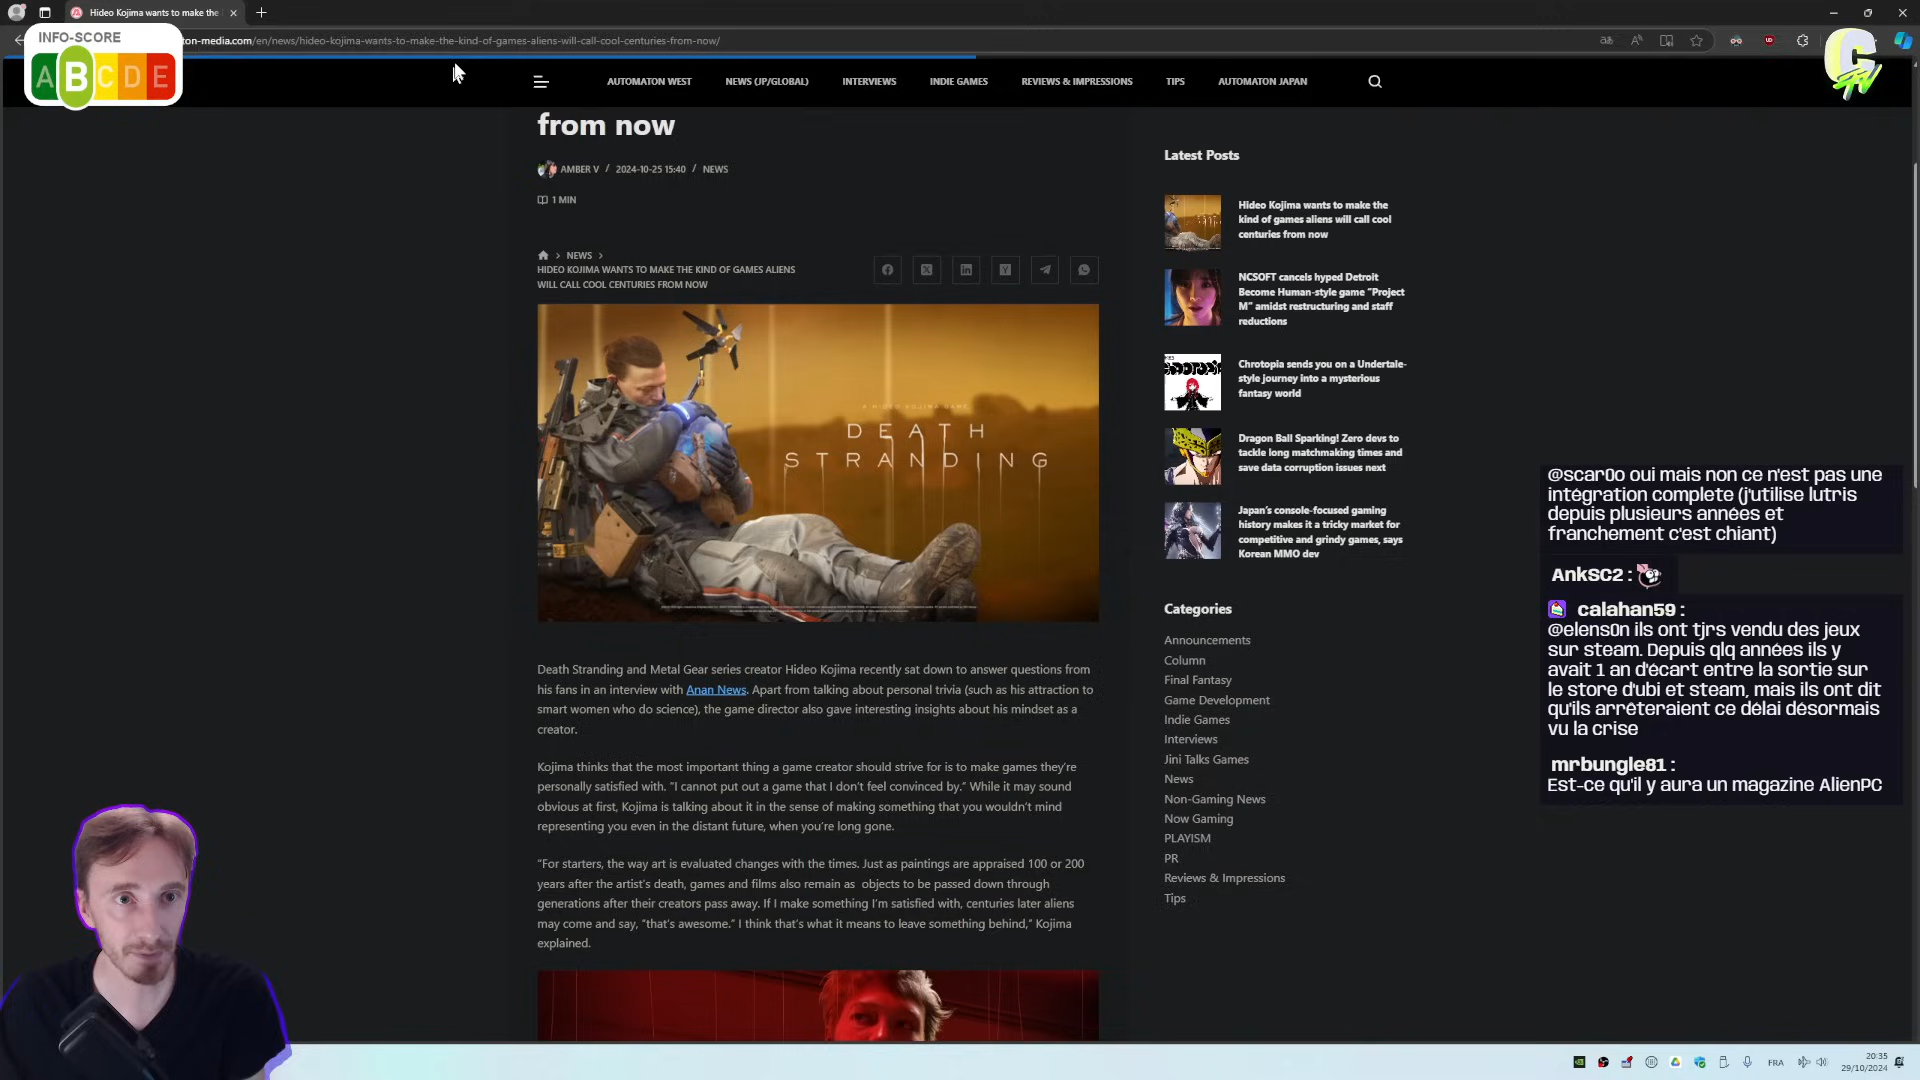 Hideo Kojima wants to make the
INFO-SCORE
A B C D E
ton-media.com/en/news/hideo-kojima-wants-to-make-the-kind-of-games-aliens-will-call-cool-centuries-from-now/
AUTOMATON WEST
NEWS (JP/GLOBAL)
INTERVIEWS
INDIE GAMES
REVIEWS & IMPRESSIONS
TIPS
AUTOMATON JAPAN
from now
AMBER V / 2024-10-25 15:40 / NEWS
1 MIN
NEWS
HIDEO KOJIMA WANTS TO MAKE THE KIND OF GAMES ALIENS
WILL CALL COOL CENTURIES FROM NOW
A HIDEO KOJIMA GAME
DEATH
STRANDING
Death Stranding and Metal Gear series creator Hideo Kojima recently sat down to answer questions from
his fans in an interview with Anan News. Apart from talking about personal trivia (such as his attraction to
smart women who do science), the game director also gave interesting insights about his mindset as a
creator.
Kojima thinks that the most important thing a game creator should strive for is to make games they're
personally satisfied with. "I cannot put out a game that I don't feel convinced by." While it may sound
obvious at first, Kojima is talking about it in the sense of making something that you wouldn't mind
representing you even in the distant future, when you're long gone.
"For starters, the way art is evaluated changes with the times. Just as paintings are appraised 100 or 200
years after the artist's death, games and films also remain as objects to be passed down through
generations after their creators pass away. If I make something I'm satisfied with, centuries later aliens
may come and say, "that's awesome." I think that's what it means to leave something behind," Kojima
explained.
Latest Posts
Hideo Kojima wants to make the
kind of games aliens will call cool
centuries from now
NCSOFT cancels hyped Detroit
Become Human-style game "Project
M" amidst restructuring and staff
reductions
Chrotopia sends you on a Undertale-
style journey into a mysterious
fantasy world
Dragon Ball Sparking! Zero devs to
tackle long matchmaking times and
save data corruption issues next
Japan's console-focused gaming
history makes it a tricky market for
competitive and grindy games, says
Korean MMO dev
Categories
Announcements
Column
Final Fantasy
Game Development
Indie Games
Interviews
Jini Talks Games
News
Non-Gaming News
Now Gaming
PLAYISM
PR
Reviews & Impressions
Tips
@scar0o oui mais non ce n'est pas une
intégration complete (j'utilise lutris
depuis plusieurs années et
franchement c'est chiant)
AnkSC2 :
calahan59 :
@elens0n ils ont tjrs vendu des jeux
sur steam. Depuis qlq années ils y
avait 1 an d'écart entre la sortie sur
le store d'ubi et steam, mais ils ont dit
qu'ils arrêteraient ce délai désormais
vu la crise
mrbungle81 :
Est-ce qu'il y aura un magazine AlienPC
FRA
20:35
29/10/2024